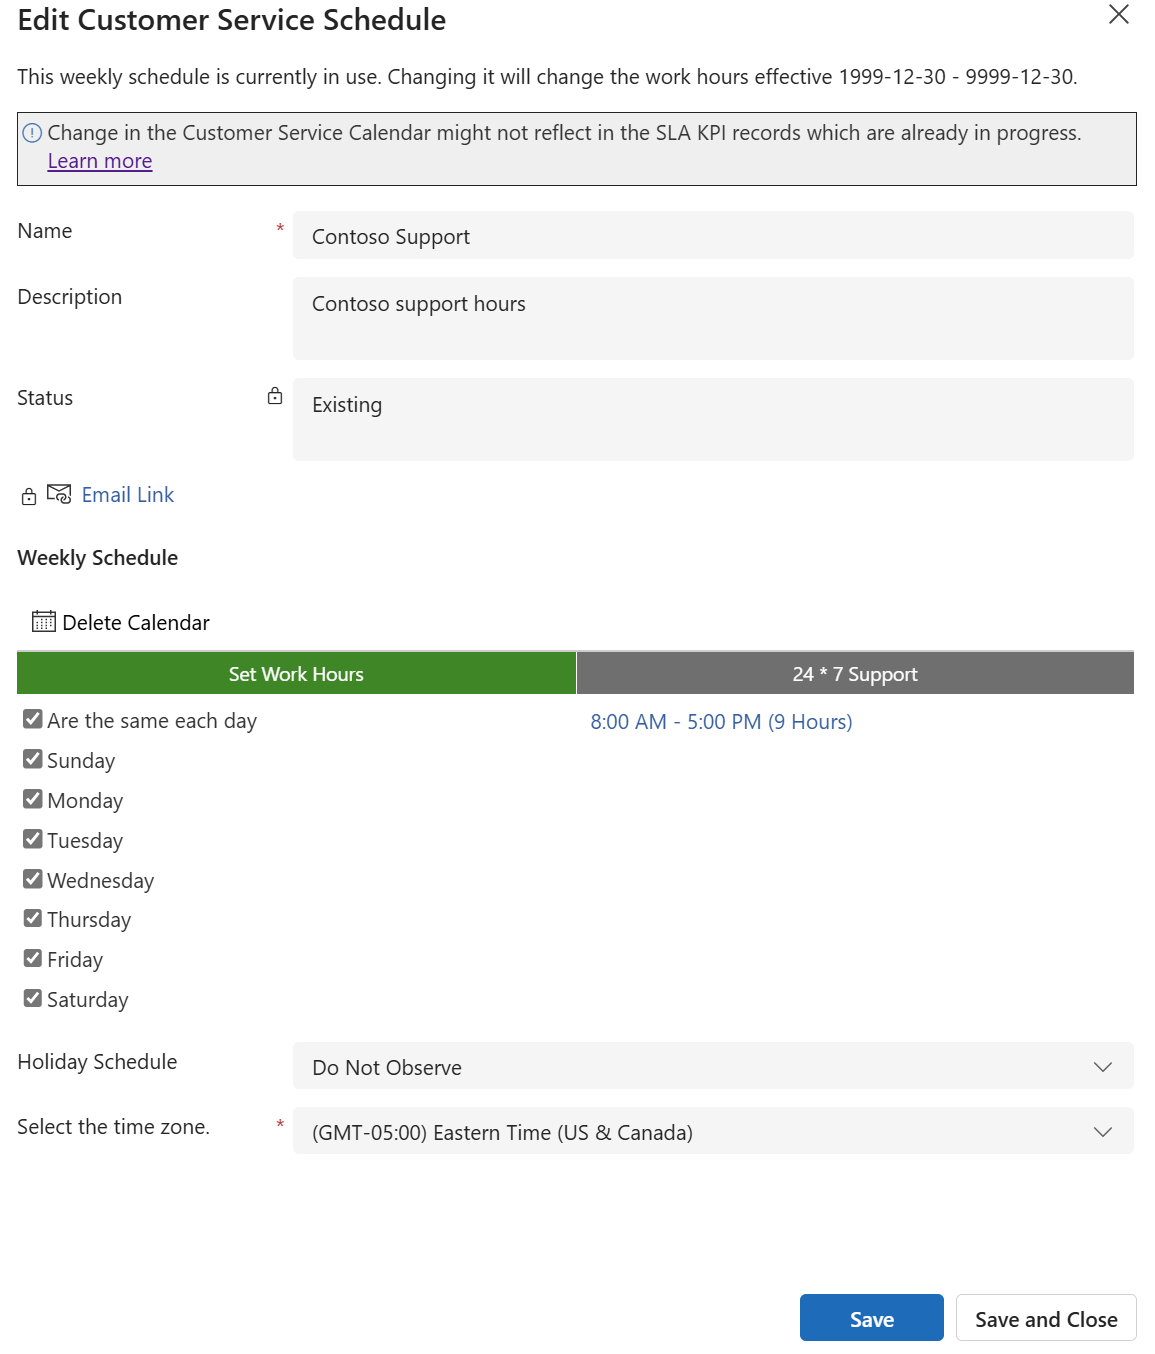 Edit Customer Service Schedule
This weekly schedule is currently in use. Changing it will change the work hours effective 1999-12-30 - 9999-12-30.
Change in the Customer Service Calendar might not reflect in the SLA KPI records which are already in progress.
Learn more
Name *
Contoso Support
Description
Contoso support hours
Status
Existing
Email Link
Weekly Schedule
Delete Calendar
Set Work Hours
24 * 7 Support
Are the same each day
8:00 AM - 5:00 PM (9 Hours)
Sunday
Monday
Tuesday
Wednesday
Thursday
Friday
Saturday
Holiday Schedule
Do Not Observe
Select the time zone. *
(GMT-05:00) Eastern Time (US & Canada)
Save
Save and Close